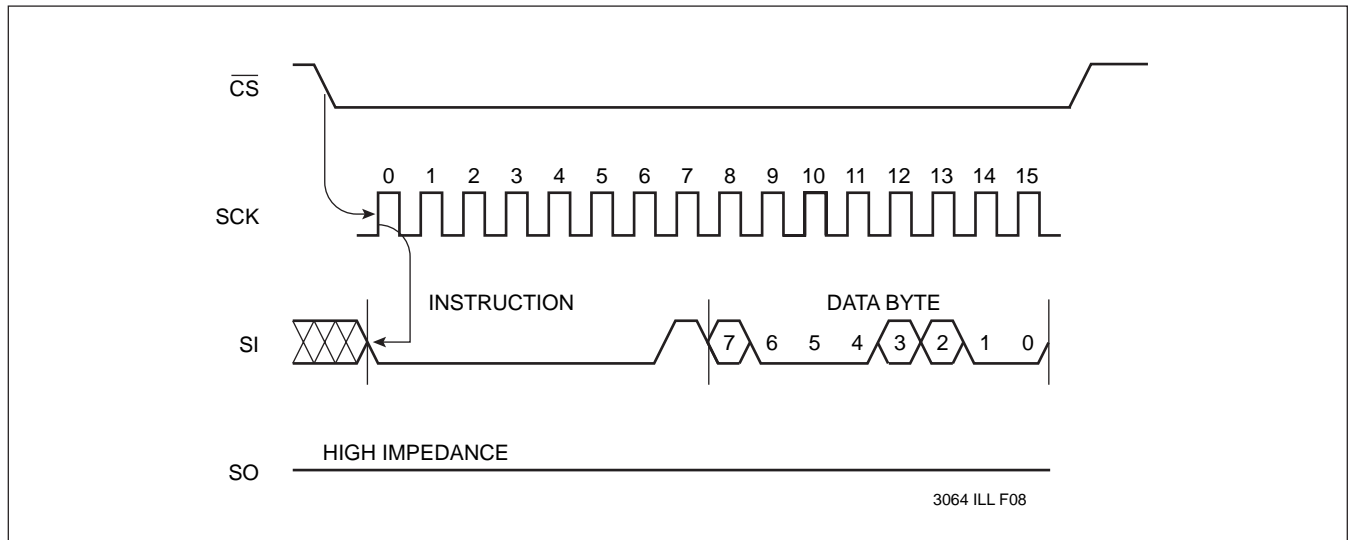 CS
0 1 2 3 4 5 6 7 8 9 10 11 12 13 14 15
SCK
INSTRUCTION DATA BYTE
SI
7 6 5 4 3 2 1 0
HIGH IMPEDANCE
SO
3064 ILL F08